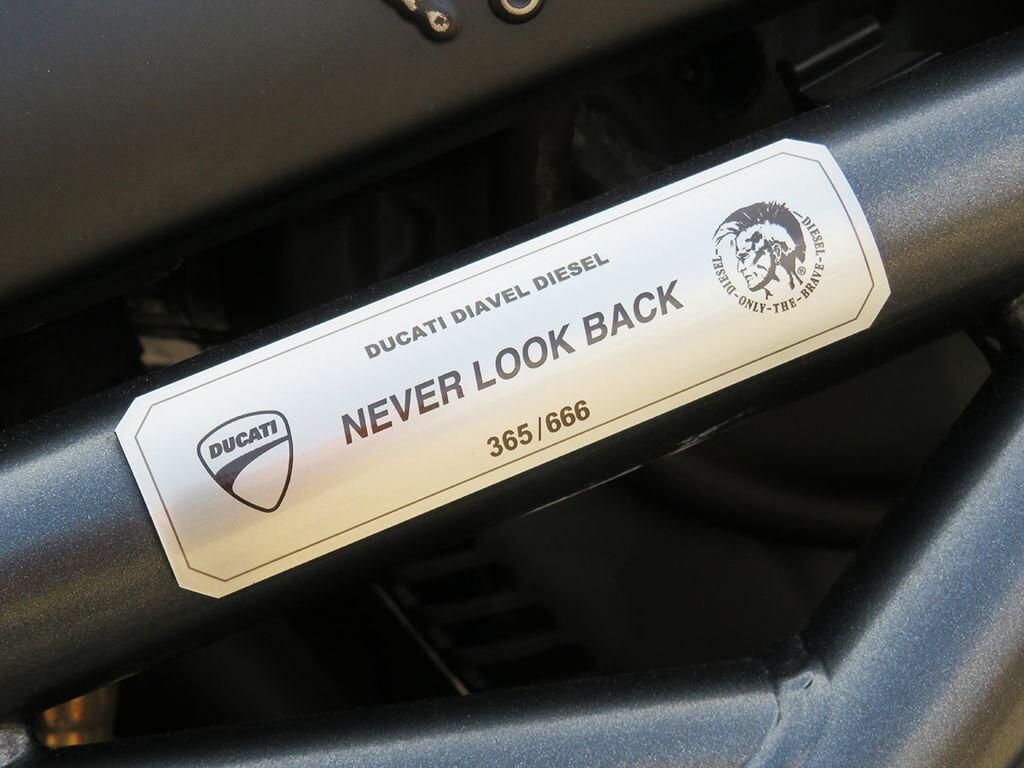 DUCATI DIAVEL DIESEL
NEVER LOOK BACK
365/666
DUCATI
DIESEL-ONLY-THE-BRAVE-DIESEL
®